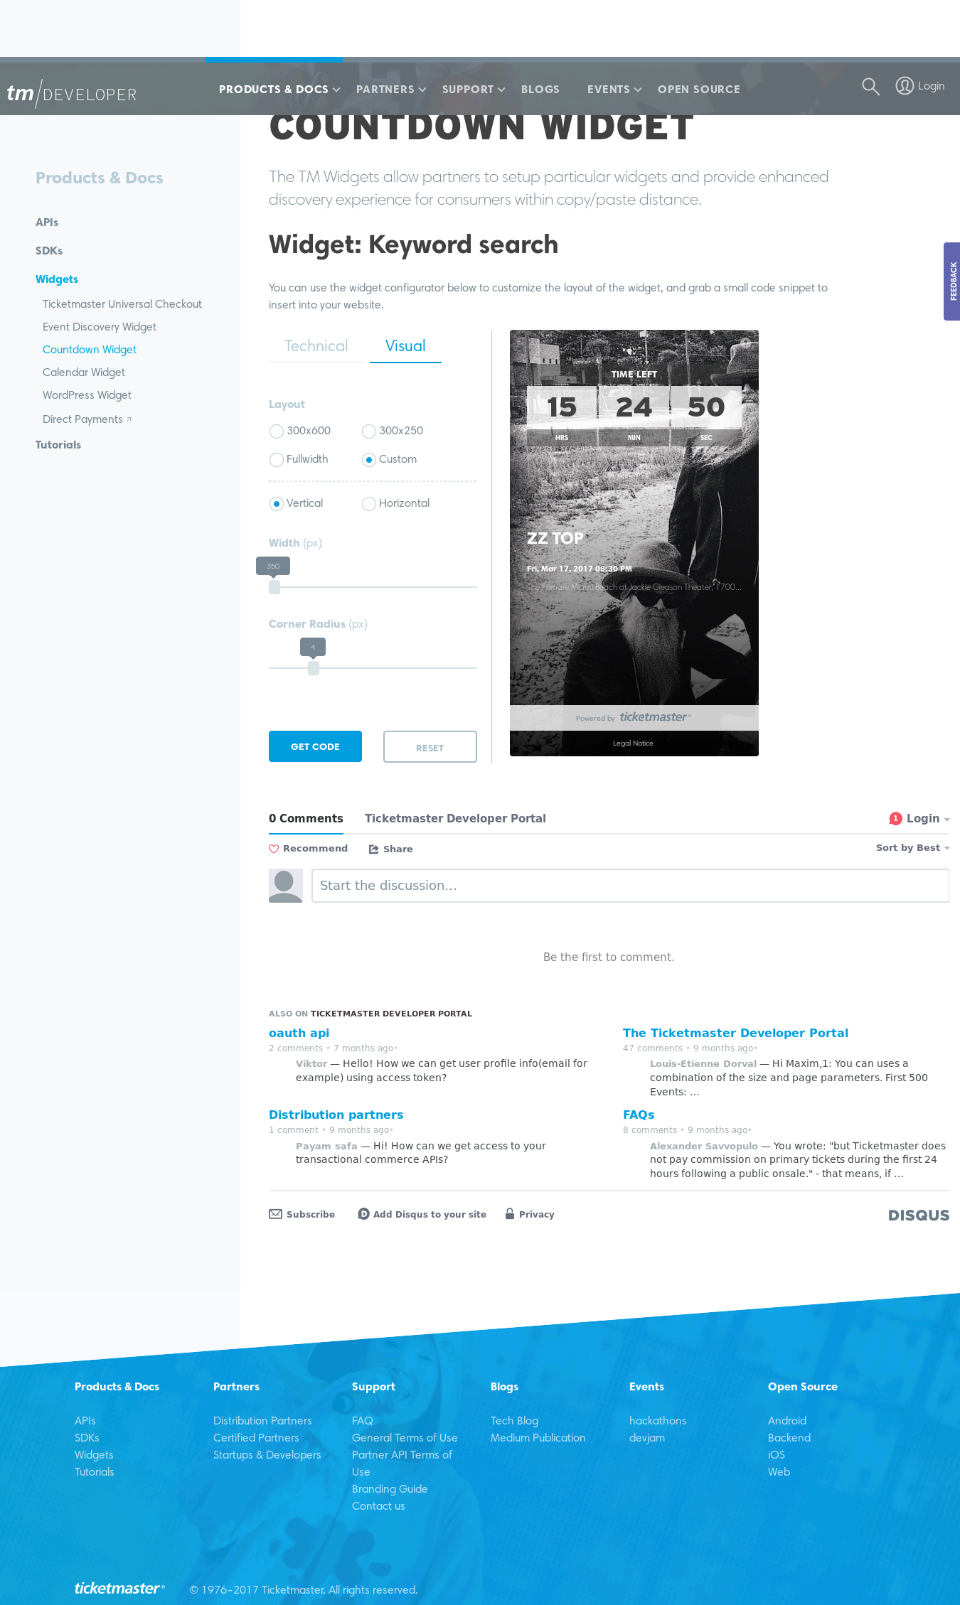 tm/DEVELOPER
PRODUCTS & DOCS
PARTNERS
SUPPORT
BLOGS
EVENTS
OPEN SOURCE
Login
COUNTDOWN WIDGET
The TM Widgets allow partners to setup particular widgets and provide enhanced
discovery experience for consumers within copy/paste distance.
Products & Docs
APIs
SDKs
Widgets
Ticketmaster Universal Checkout
Event Discovery Widget
Countdown Widget
Calendar Widget
WordPress Widget
Direct Payments
Tutorials
FEEDBACK
Widget: Keyword search
You can use the widget configurator below to customize the layout of the widget, and grab a small code snippet to
insert into your website.
Technical
Visual
Layout
300x600
300x250
Fullwidth
Custom
Vertical
Horizontal
Width (px)
350
Corner Radius (px)
4
GET CODE
RESET
TIME LEFT
15 24 50
HRS MIN SEC
ZZ TOP
Fri, Mar 17, 2017 08:30 PM
The Fillmore Miami Beach at Jackie Gleason Theater, 1700...
Powered by ticketmaster®
Legal Notice
0 Comments
Ticketmaster Developer Portal
1 Login
Recommend
Share
Sort by Best
Start the discussion...
Be the first to comment.
ALSO ON TICKETMASTER DEVELOPER PORTAL
oauth api
2 comments • 7 months ago•
Viktor — Hello! How we can get user profile info(email for
example) using access token?
The Ticketmaster Developer Portal
47 comments • 9 months ago•
Louis-Etienne Dorval — Hi Maxim,1: You can uses a
combination of the size and page parameters. First 500
Events: ...
Distribution partners
1 comment • 9 months ago•
Payam safa — Hi! How can we get access to your
transactional commerce APIs?
FAQs
8 comments • 9 months ago•
Alexander Savvopulo — You wrote: "but Ticketmaster does
not pay commission on primary tickets during the first 24
hours following a public onsale." - that means, if ...
Subscribe
D Add Disqus to your site
Privacy
DISQUS
Products & Docs
APIs
SDKs
Widgets
Tutorials
Partners
Distribution Partners
Certified Partners
Startups & Developers
Support
FAQ
General Terms of Use
Partner API Terms of
Use
Branding Guide
Contact us
Blogs
Tech Blog
Medium Publication
Events
hackathons
devjam
Open Source
Android
Backend
iOS
Web
ticketmaster®
© 1976–2017 Ticketmaster. All rights reserved.